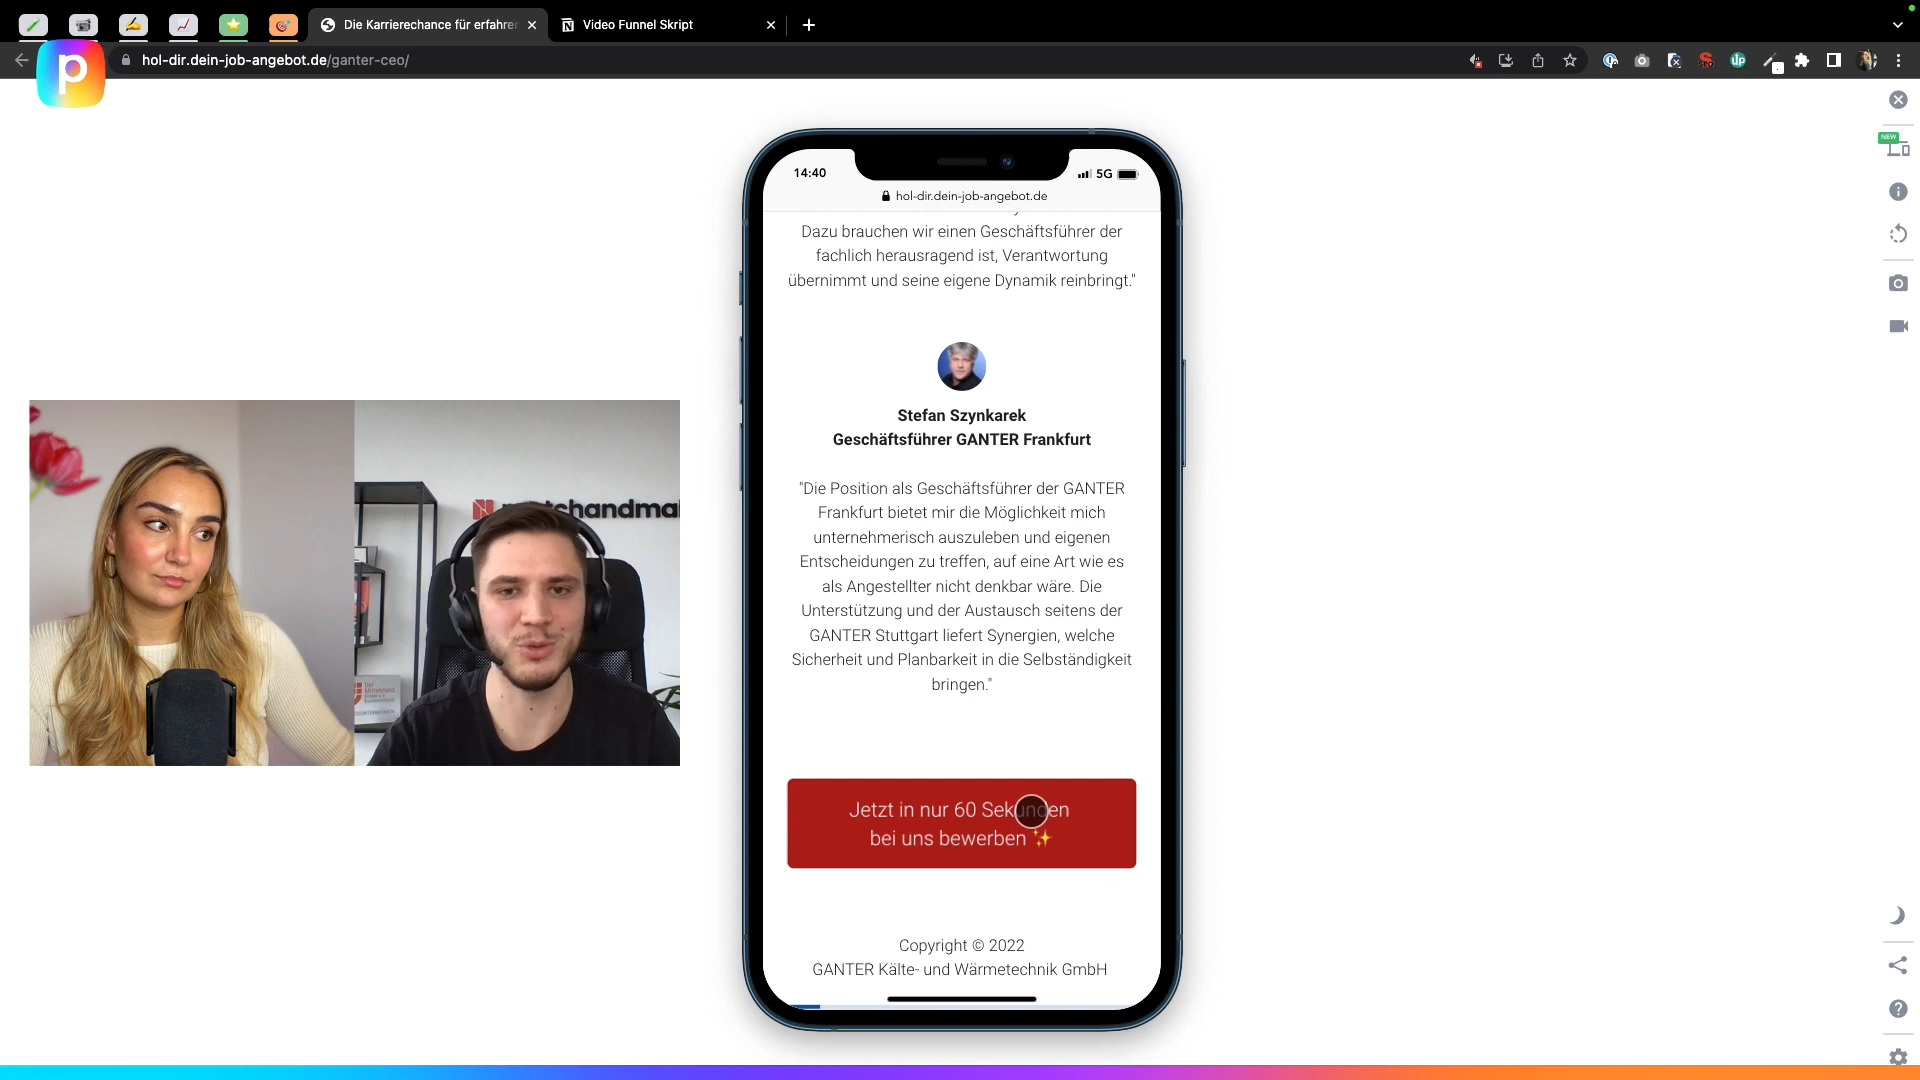 Die Karrierechance für erfahrer
Video Funnel Skript
hol-dir.dein-job-angebot.de/ganter-ceo/
p
NEW
14:40
5G
hol-dir.dein-job-angebot.de
Dazu brauchen wir einen Geschäftsführer der
fachlich herausragend ist, Verantwortung
übernimmt und seine eigene Dynamik reinbringt."
Stefan Szynkarek
Geschäftsführer GANTER Frankfurt
"Die Position als Geschäftsführer der GANTER
Frankfurt bietet mir die Möglichkeit mich
unternehmerisch auszuleben und eigenen
Entscheidungen zu treffen, auf eine Art wie es
als Angestellter nicht denkbar wäre. Die
Unterstützung und der Austausch seitens der
GANTER Stuttgart liefert Synergien, welche
Sicherheit und Planbarkeit in die Selbständigkeit
bringen."
Jetzt in nur 60 Sekunden
bei uns bewerben ✨
Copyright © 2022
GANTER Kälte- und Wärmetechnik GmbH